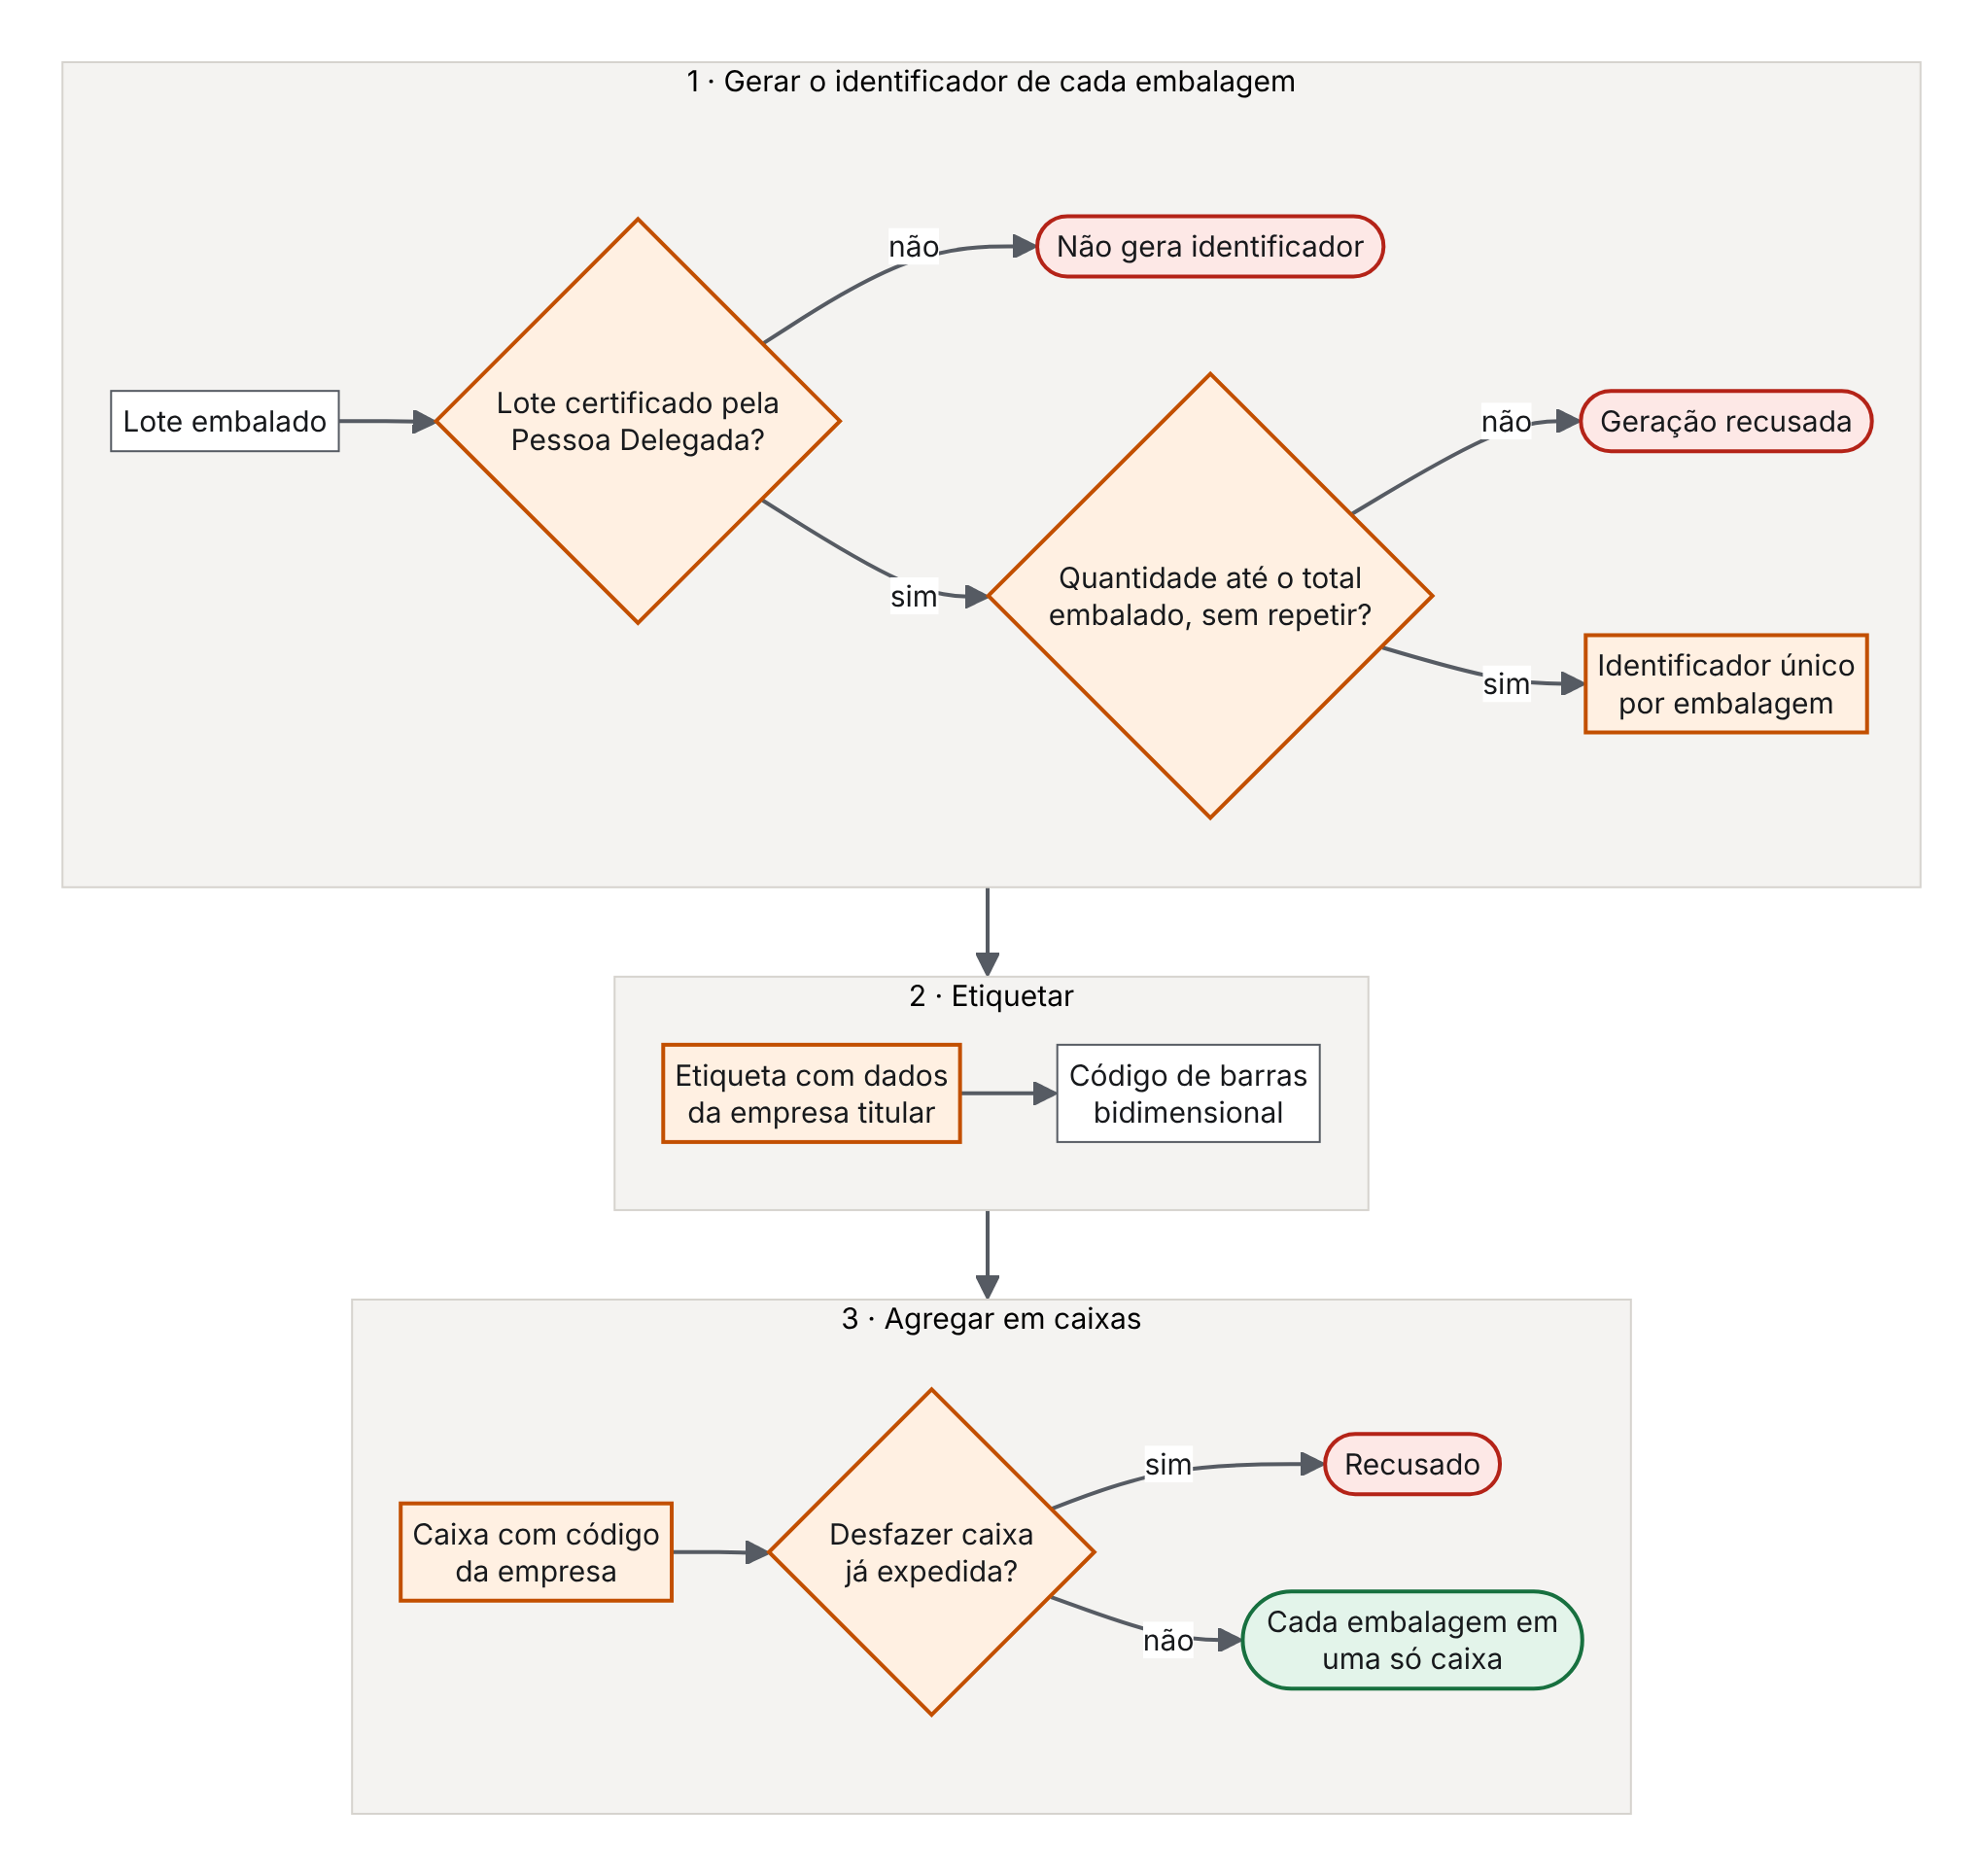 1 · Gerar o identificador de cada embalagem
Lote embalado
Lote certificado pela
Pessoa Delegada?
não
Não gera identificador
sim
Quantidade até o total
embalado, sem repetir?
não
Geração recusada
sim
Identificador único
por embalagem
2 · Etiquetar
Etiqueta com dados
da empresa titular
Código de barras
bidimensional
3 · Agregar em caixas
Caixa com código
da empresa
Desfazer caixa
já expedida?
sim
Recusado
não
Cada embalagem em
uma só caixa